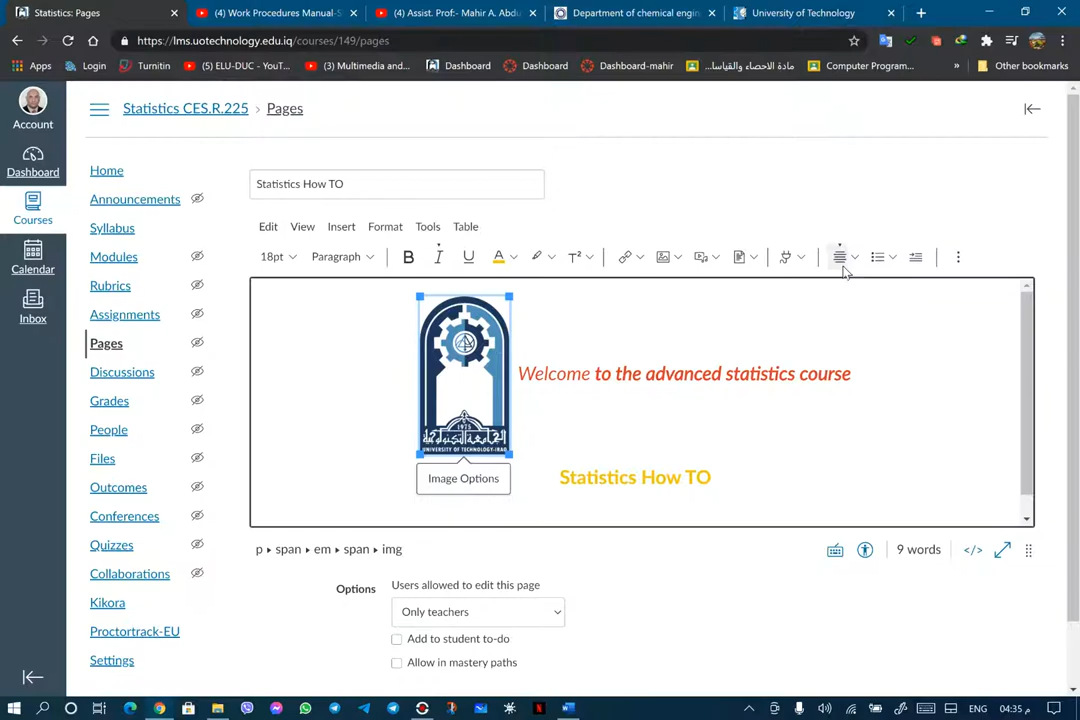 Statistics: Pages
(4) Work Procedures Manual-S
(4) Assist. Prof:- Mahir A. Abdu
Department of chemical engin
University of Technology
https://lms.uotechnology.edu.iq/courses/149/pages
Apps
Login
Turnitin
(5) ELU-DUC - YouT...
(3) Multimedia and...
Dashboard
Dashboard
Dashboard-mahir
مادة الاحصاء والقياسا...
Computer Program...
»
Other bookmarks
Account
Dashboard
Courses
Calendar
Inbox
Statistics CES.R.225 › Pages
Home
Announcements
Syllabus
Modules
Rubrics
Assignments
Pages
Discussions
Grades
People
Files
Outcomes
Conferences
Quizzes
Collaborations
Kikora
Proctortrack-EU
Settings
Statistics How TO
Edit View Insert Format Tools Table
18pt Paragraph B I U A T²
Welcome to the advanced statistics course
1975
الجامعة التكنولوجية
UNIVERSITY OF TECHNOLOGY-IRAQ
Image Options
Statistics How TO
p ▸ span ▸ em ▸ span ▸ img
9 words
</>
Options
Users allowed to edit this page
Only teachers
Add to student to-do
Allow in mastery paths
ENG
04:35 م